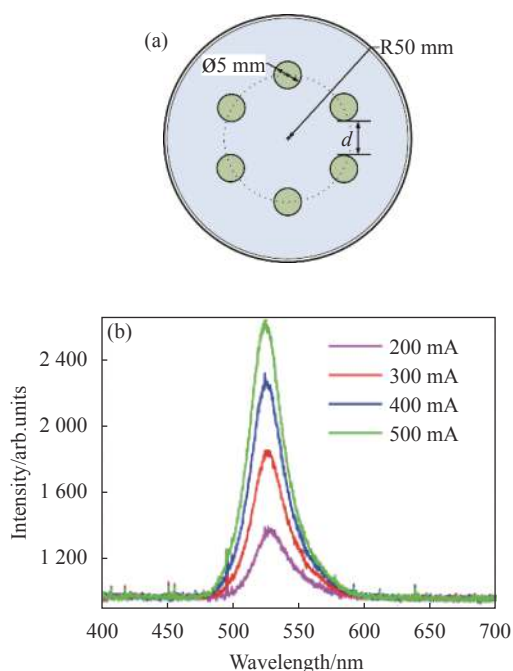 (a)
R50 mm
Ø5 mm
d
(b)
2 400
2 000
1 600
1 200
Intensity/arb.units
200 mA
300 mA
400 mA
500 mA
400 450 500 550 600 650 700
Wavelength/nm